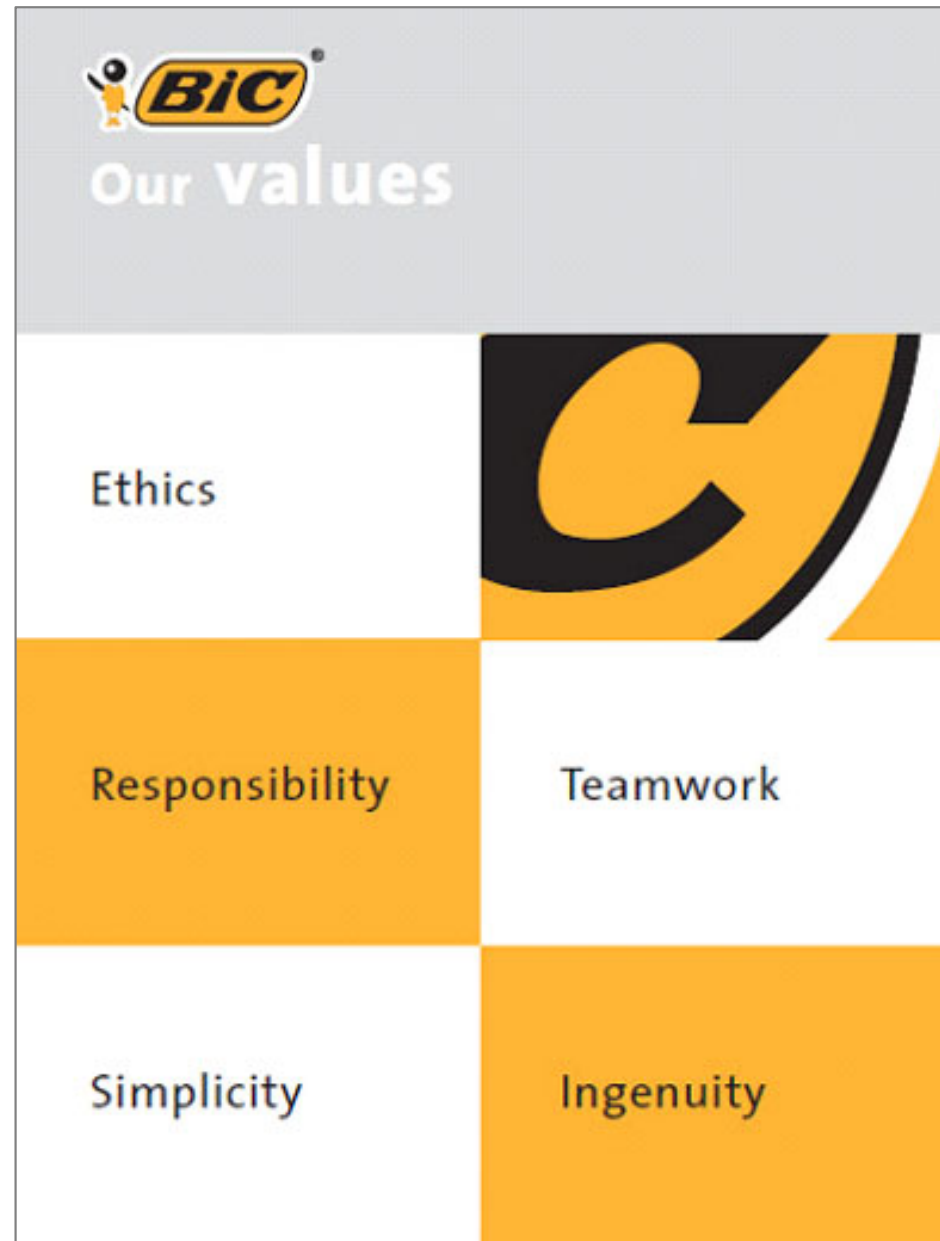 BiC®
Our values
Ethics
C
Responsibility
Teamwork
Simplicity
Ingenuity